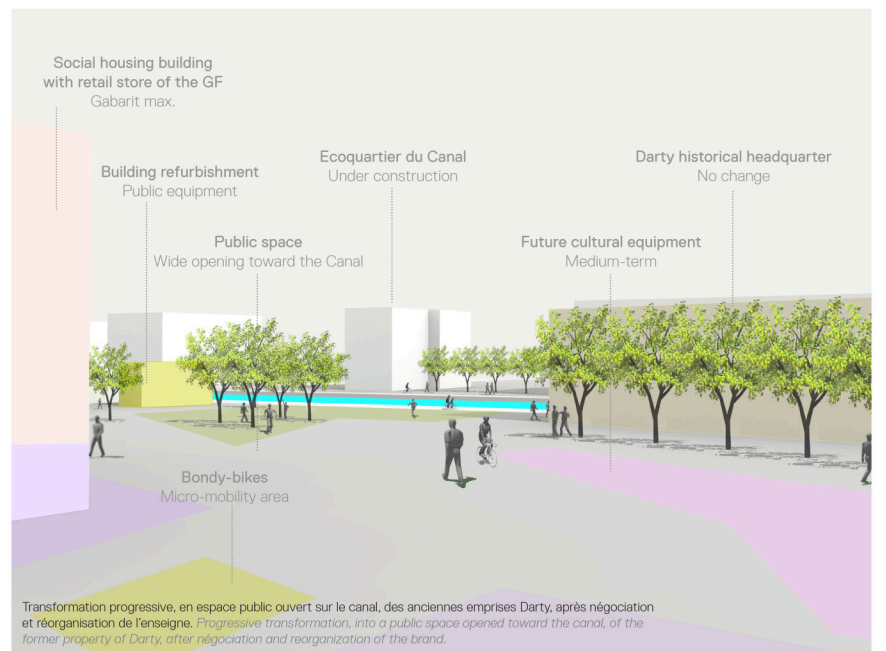 Social housing building
with retail store of the GF
Gabarit max.
Building refurbishment
Public equipment
Ecoquartier du Canal
Under construction
Darty historical headquarter
No change
Public space
Wide opening toward the Canal
Future cultural equipment
Medium-term
Bondy-bikes
Micro-mobility area
Transformation progressive, en espace public ouvert sur le canal, des anciennes emprises Darty, après négociation
et réorganisation de l'enseigne. Progressive transformation, into a public space opened toward the canal, of the
former property of Darty, after négociation and reorganization of the brand.